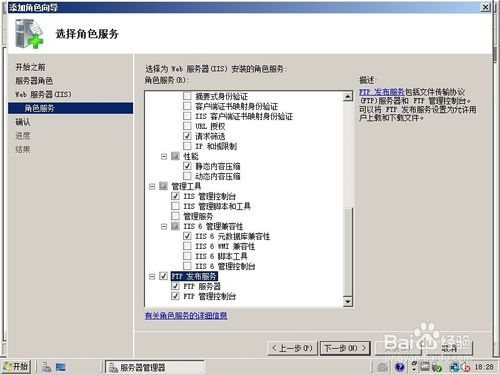 添加角色向导
选择角色服务
开始之前
服务器角色
Web 服务器(IIS)
角色服务
确认
进度
结果
选择为 Web 服务器(IIS) 安装的角色服务:
角色服务(R):
摘要式身份验证
客户端证书映射身份验证
IIS 客户端证书映射身份验证
URL 授权
请求筛选
IP 和域限制
性能
静态内容压缩
动态内容压缩
管理工具
IIS 管理控制台
IIS 管理脚本和工具
管理服务
IIS 6 管理兼容性
IIS 6 元数据库兼容性
IIS 6 WMI 兼容性
IIS 6 脚本工具
IIS 6 管理控制台
FTP 发布服务
FTP 服务器
FTP 管理控制台
有关角色服务的详细信息
描述:
FTP 发布服务包括文件传输协议
(FTP)服务器和 FTP 管理控制台。
可以将 FTP 发布服务设置为允许用
户上载和下载文件。
< 上一步(P)
下一步(N) >
取消
Baidu经验
jingyan.baidu.com
开始
服务器管理器
18:28